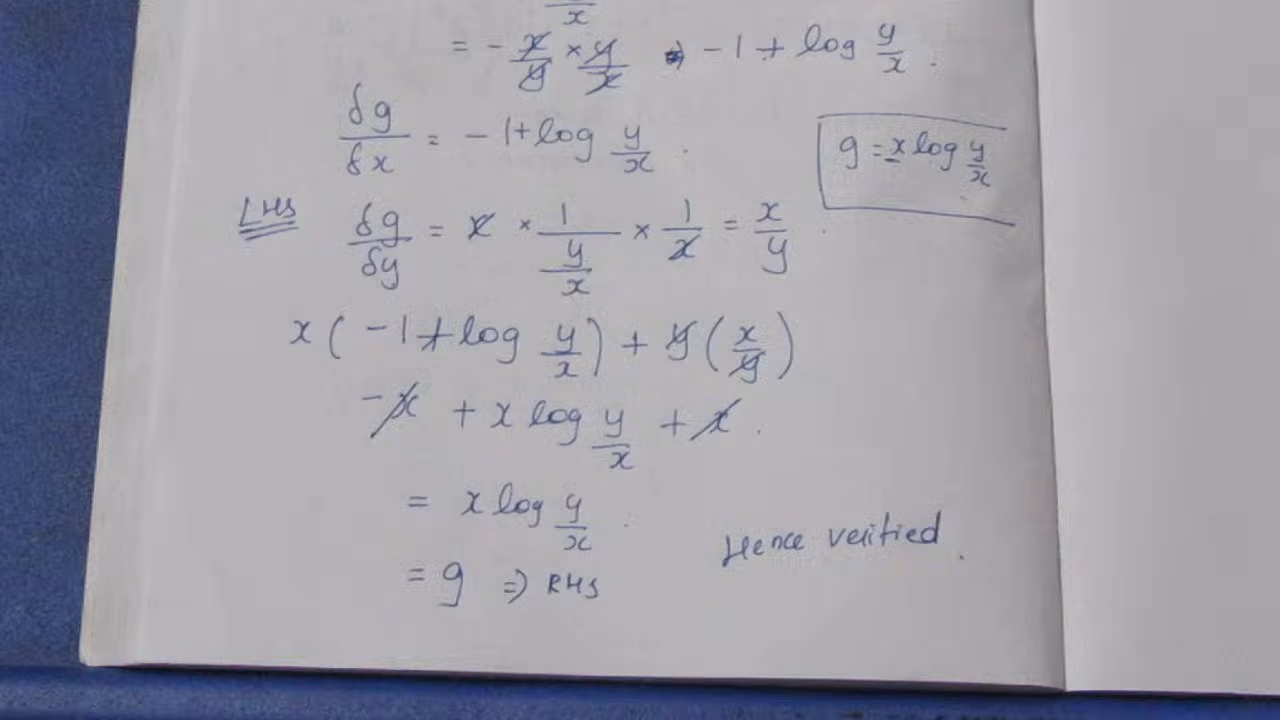 x
= - x/y × y/x ⇒ -1 + log y/x .
δg/δx = -1 + log y/x .
g = x log y/x
LHS δg/δy = x × 1/(y/x) × 1/x = x/y .
x ( -1 + log y/x ) + y ( x/y )
-x + x log y/x + x .
= x log y/x .
Hence verified .
= g ⇒ RHS